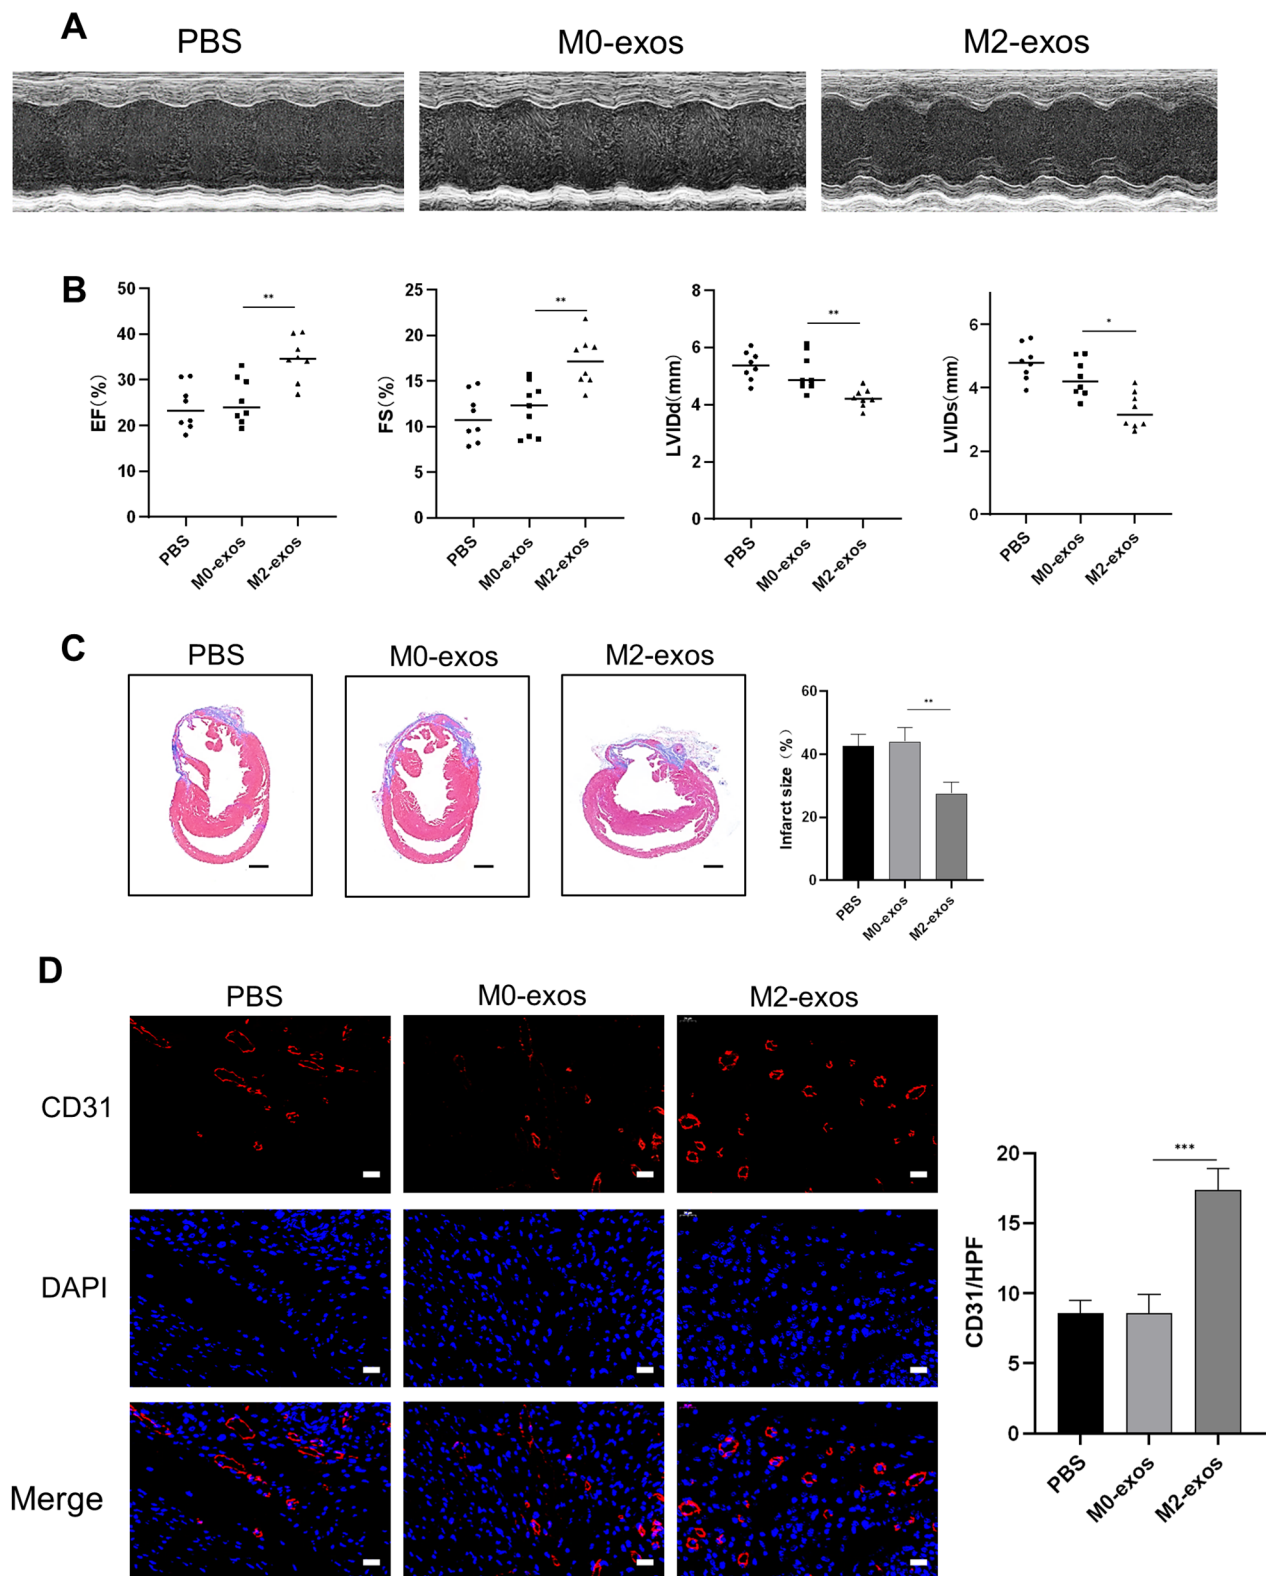 A
PBS M0-exos M2-exos
B
50
40
30
20
10
0
EF(%)
**
PBS M0-exos M2-exos
25
20
15
10
5
0
FS(%)
**
PBS M0-exos M2-exos
8
6
4
2
0
LVIDd(mm)
**
PBS M0-exos M2-exos
6
4
2
0
LVIDs(mm)
*
PBS M0-exos M2-exos
C
PBS M0-exos M2-exos
60
40
20
0
Infarct size (%)
**
PBS M0-exos M2-exos
D
PBS M0-exos M2-exos
CD31
DAPI
Merge
20
15
10
5
0
CD31/HPF
***
PBS M0-exos M2-exos